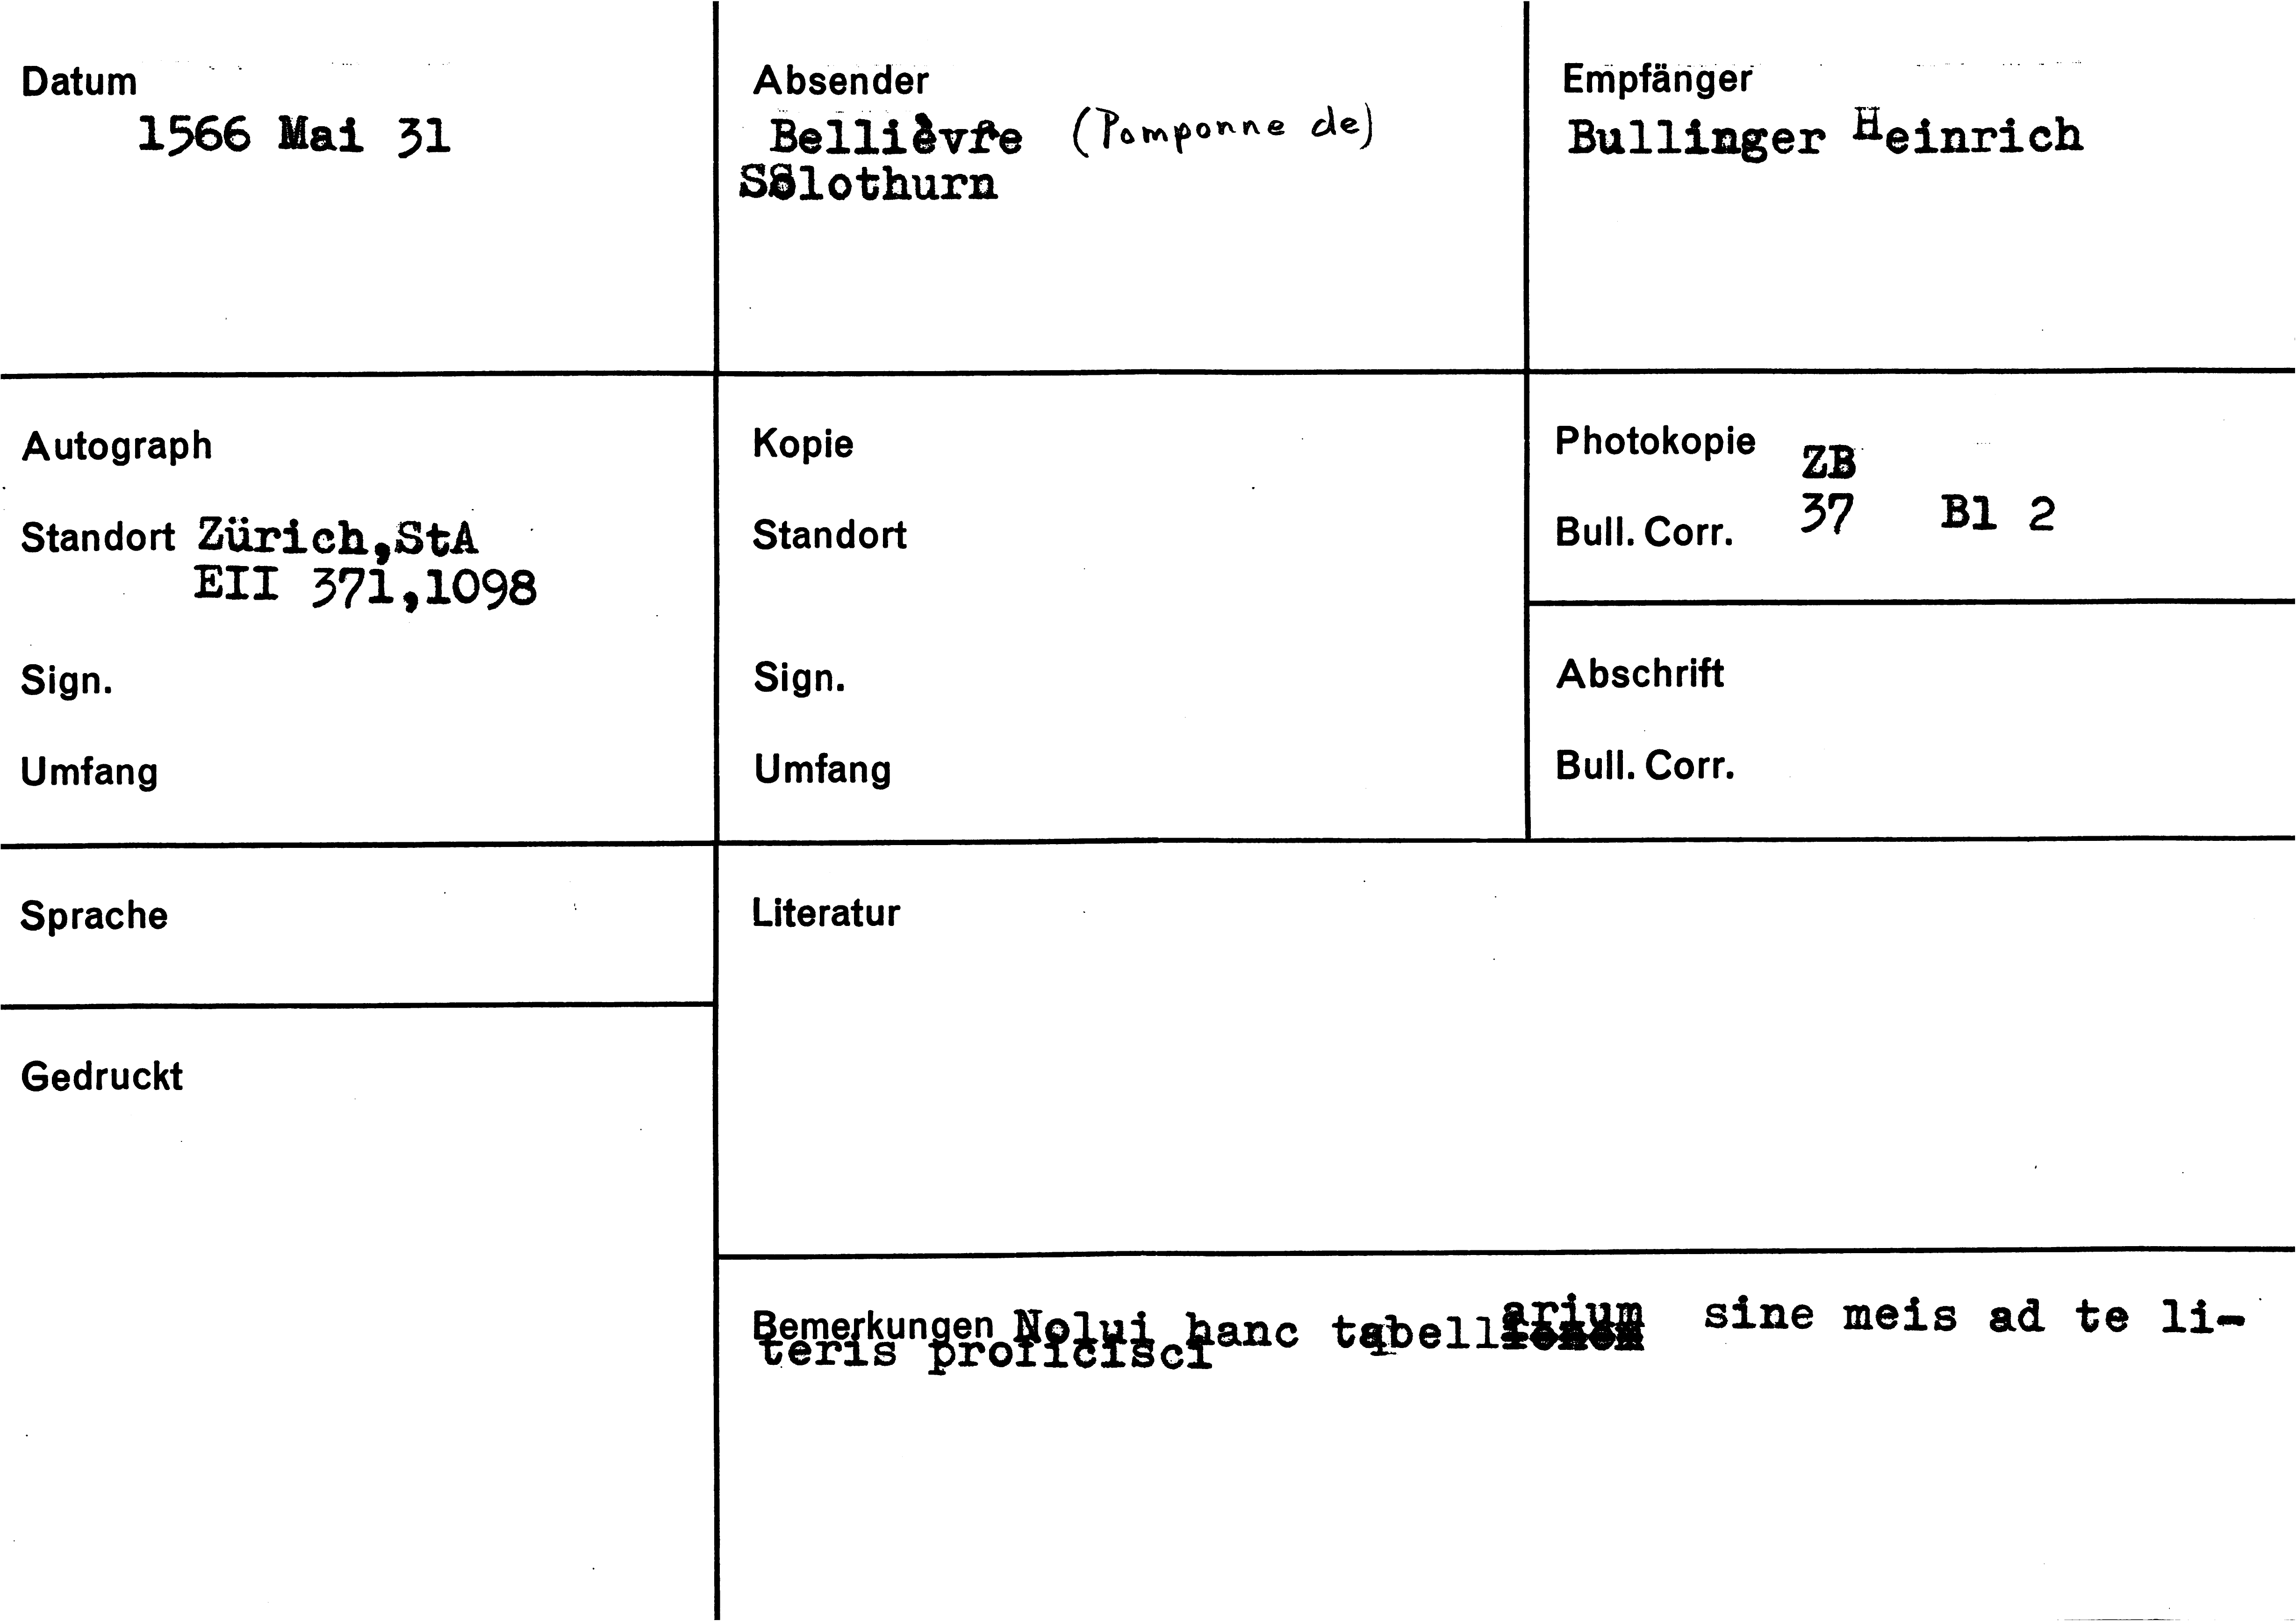 Datum
1566 Mai 31
Absender
Bellièvre (Pomponne de)
Solothurn
Empfänger
Bullinger Heinrich
Autograph
Standort Zürich,StA
EII 371,1098
Sign.
Umfang
Kopie
Standort
Sign.
Umfang
Photokopie ZB
Bull. Corr. 37 Bl 2
Abschrift
Bull. Corr.
Sprache
Gedruckt
Literatur
Bemerkungen Nolui hanc tabellarium sine meis ad te li-
teris proficisci